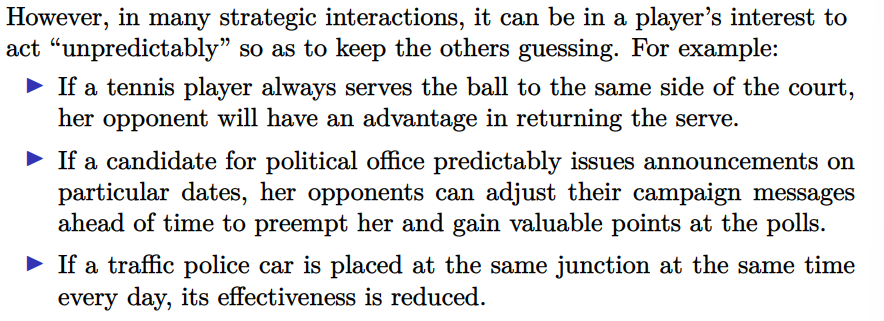 However, in many strategic interactions, it can be in a player’s interest to
act “unpredictably” so as to keep the others guessing. For example:
▶ If a tennis player always serves the ball to the same side of the court,
her opponent will have an advantage in returning the serve.
▶ If a candidate for political office predictably issues announcements on
particular dates, her opponents can adjust their campaign messages
ahead of time to preempt her and gain valuable points at the polls.
▶ If a traffic police car is placed at the same junction at the same time
every day, its effectiveness is reduced.